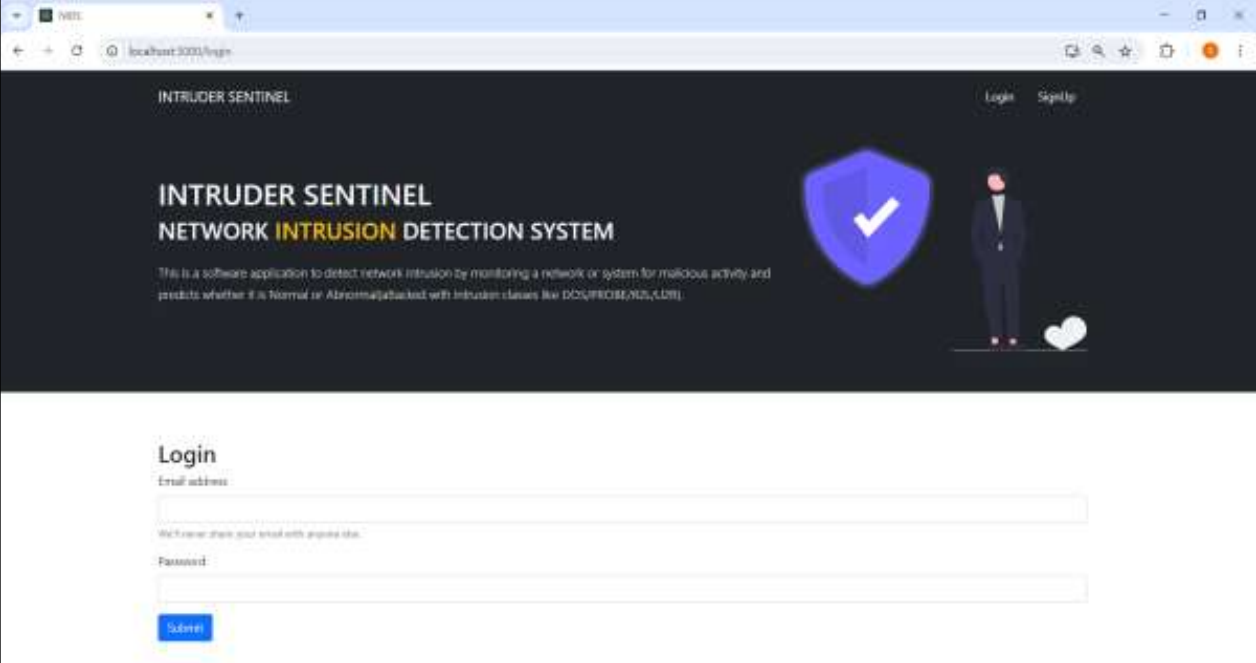 localhost:3000/login
INTRUDER SENTINEL
Login SignUp
INTRUDER SENTINEL
NETWORK INTRUSION DETECTION SYSTEM
This is a software application to detect network intrusion by monitoring a network or system for malicious activity and
predicts whether it is Normal or Abnormal(attacked with Intrusion classes like DOS/PROBE/R2L/U2R).
Login
Email address
We'll never share your email with anyone else.
Password
Submit